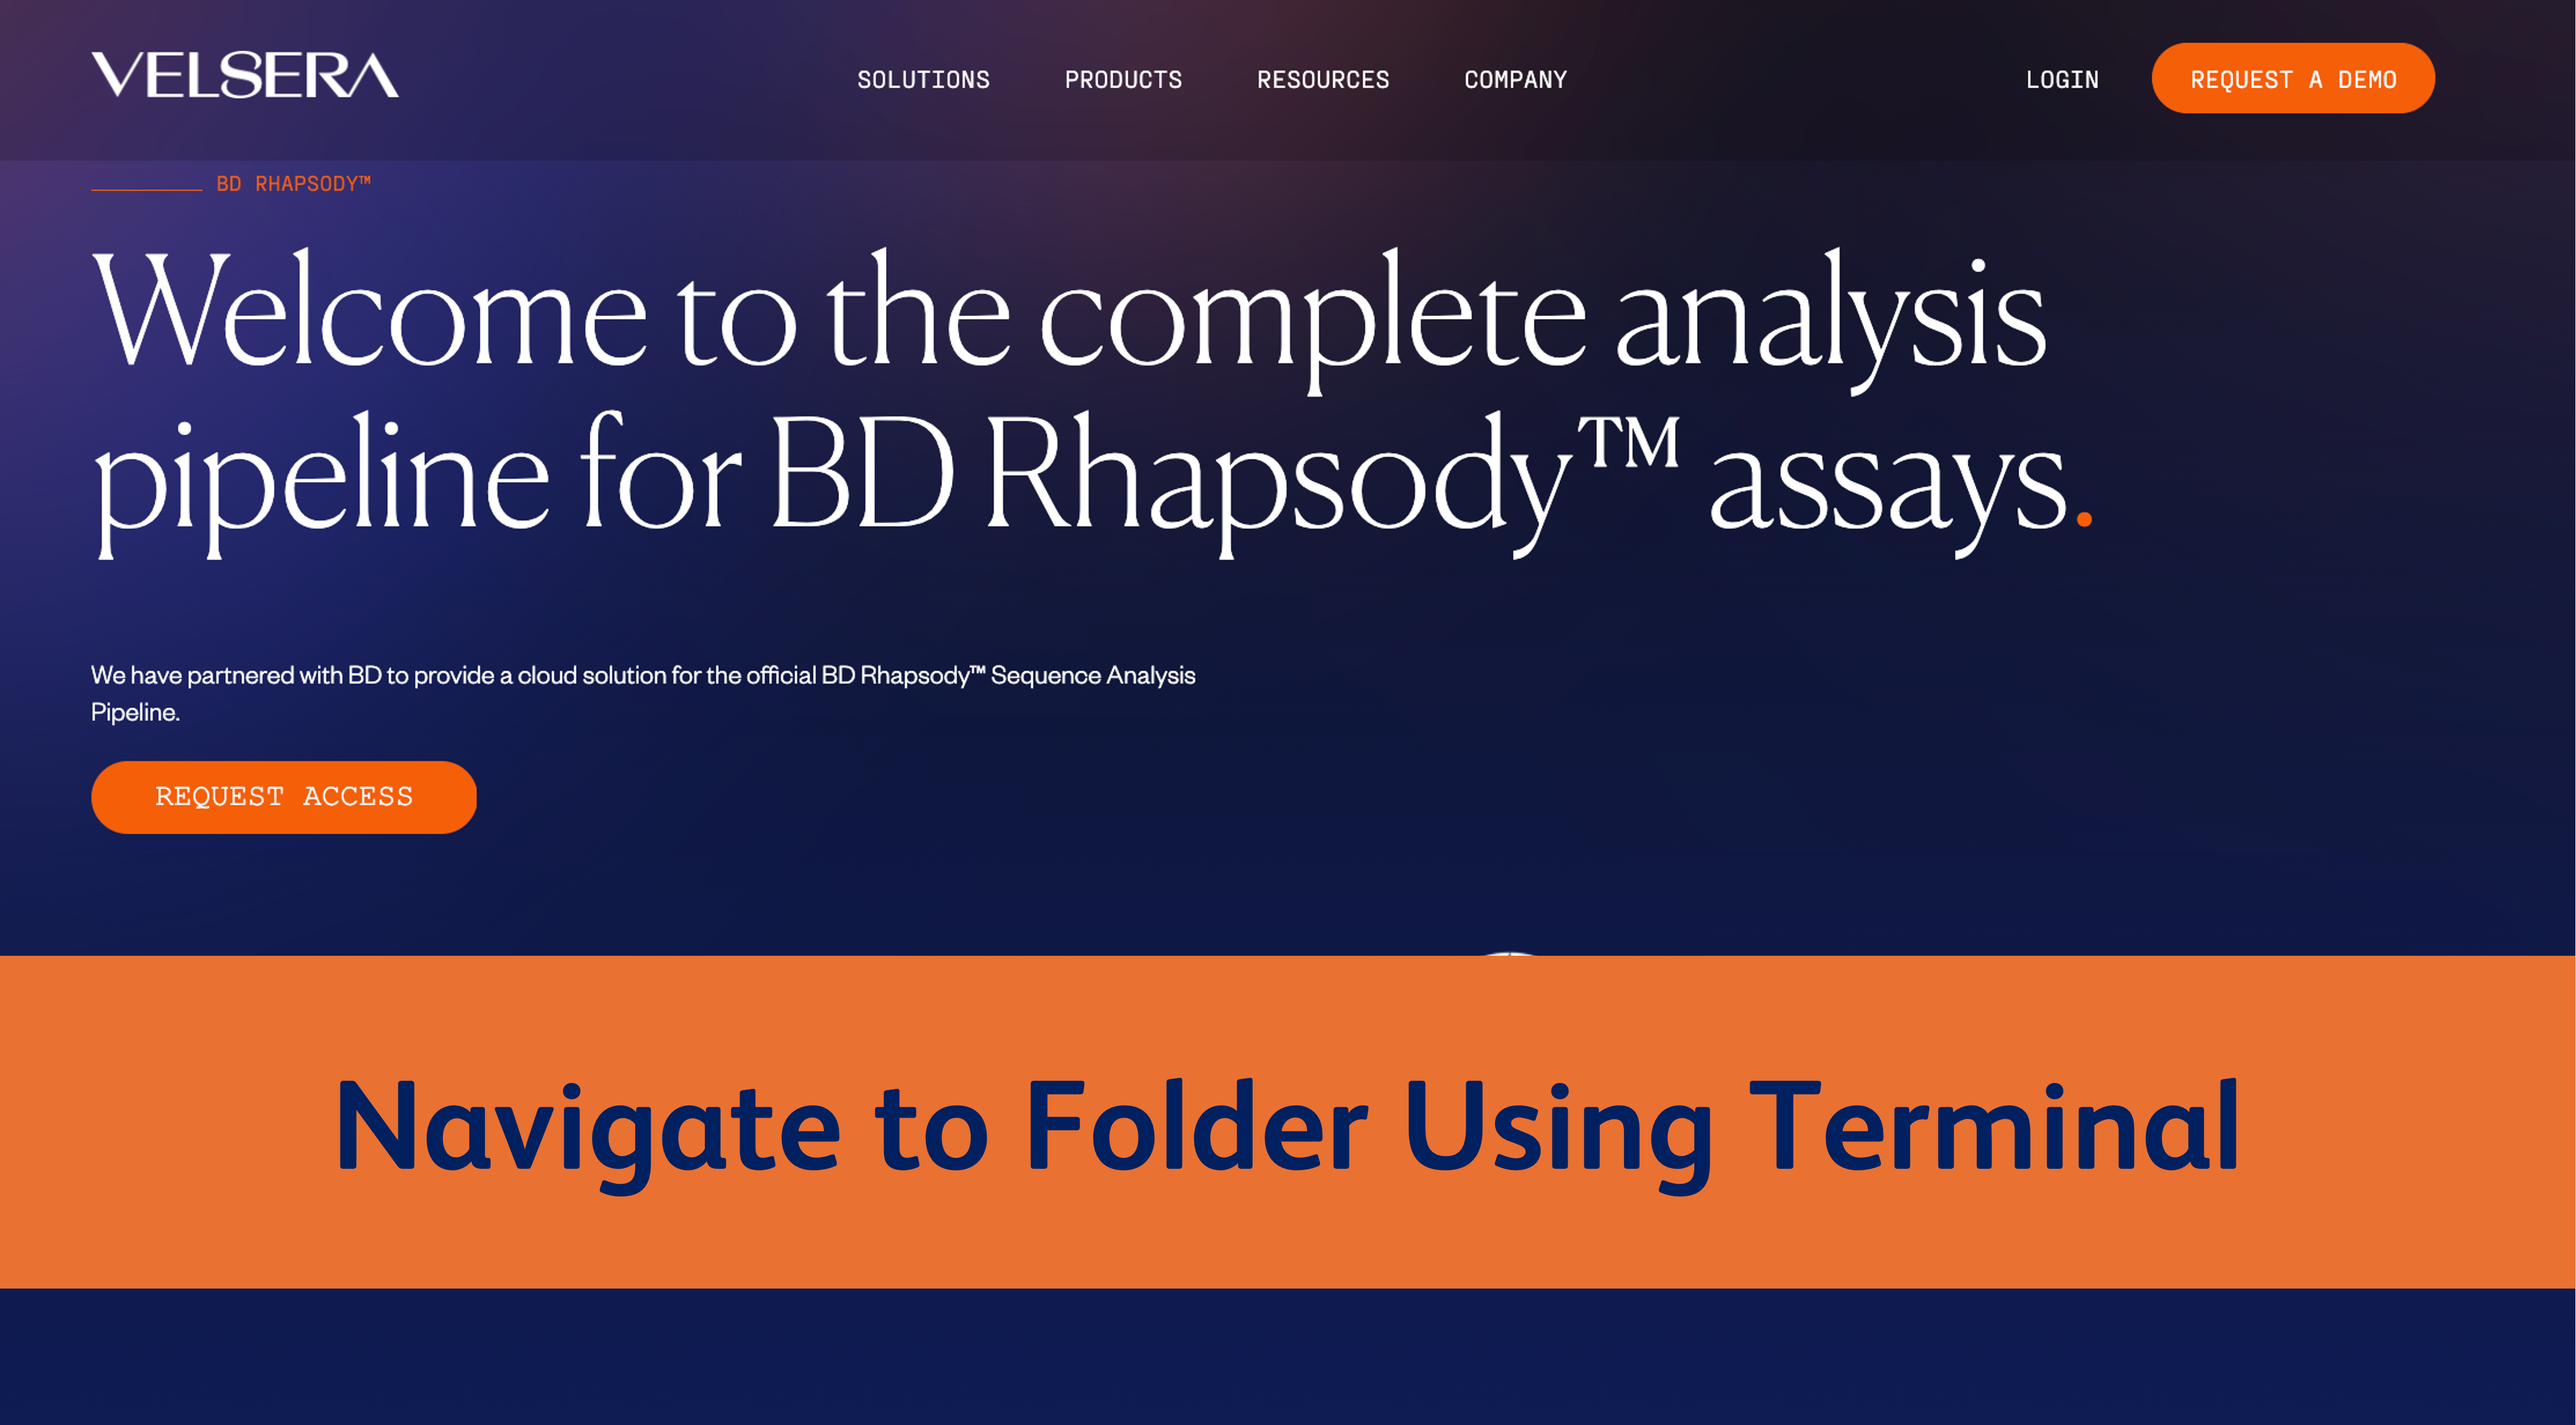 VELSERA
SOLUTIONS PRODUCTS RESOURCES COMPANY
LOGIN REQUEST A DEMO
BD RHAPSODY™
Welcome to the complete analysis
pipeline for BD Rhapsody™ assays.
We have partnered with BD to provide a cloud solution for the official BD Rhapsody™ Sequence Analysis
Pipeline.
REQUEST ACCESS
Navigate to Folder Using Terminal